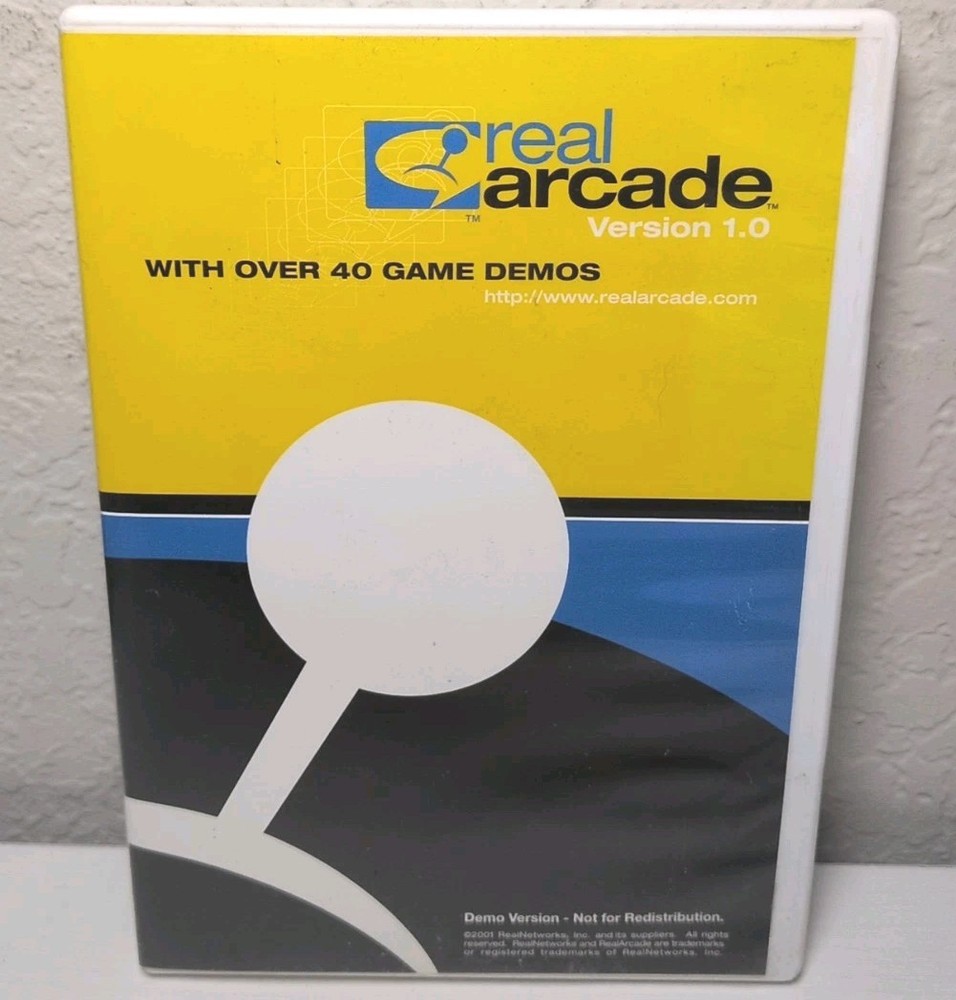 real
arcade™
™
Version 1.0
WITH OVER 40 GAME DEMOS
http://www.realarcade.com
Demo Version - Not for Redistribution.
©2001 RealNetworks, Inc. and its suppliers. All rights
reserved. RealNetworks and RealArcade are trademarks
or registered trademarks of RealNetworks, Inc.